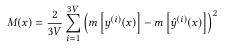 M(x) = \frac{2}{3V} \sum_{i=1}^{3V} \left( m \left[ y^{(i)}(x) \right] - m \left[ \hat{y}^{(i)}(x) \right] \right)^2